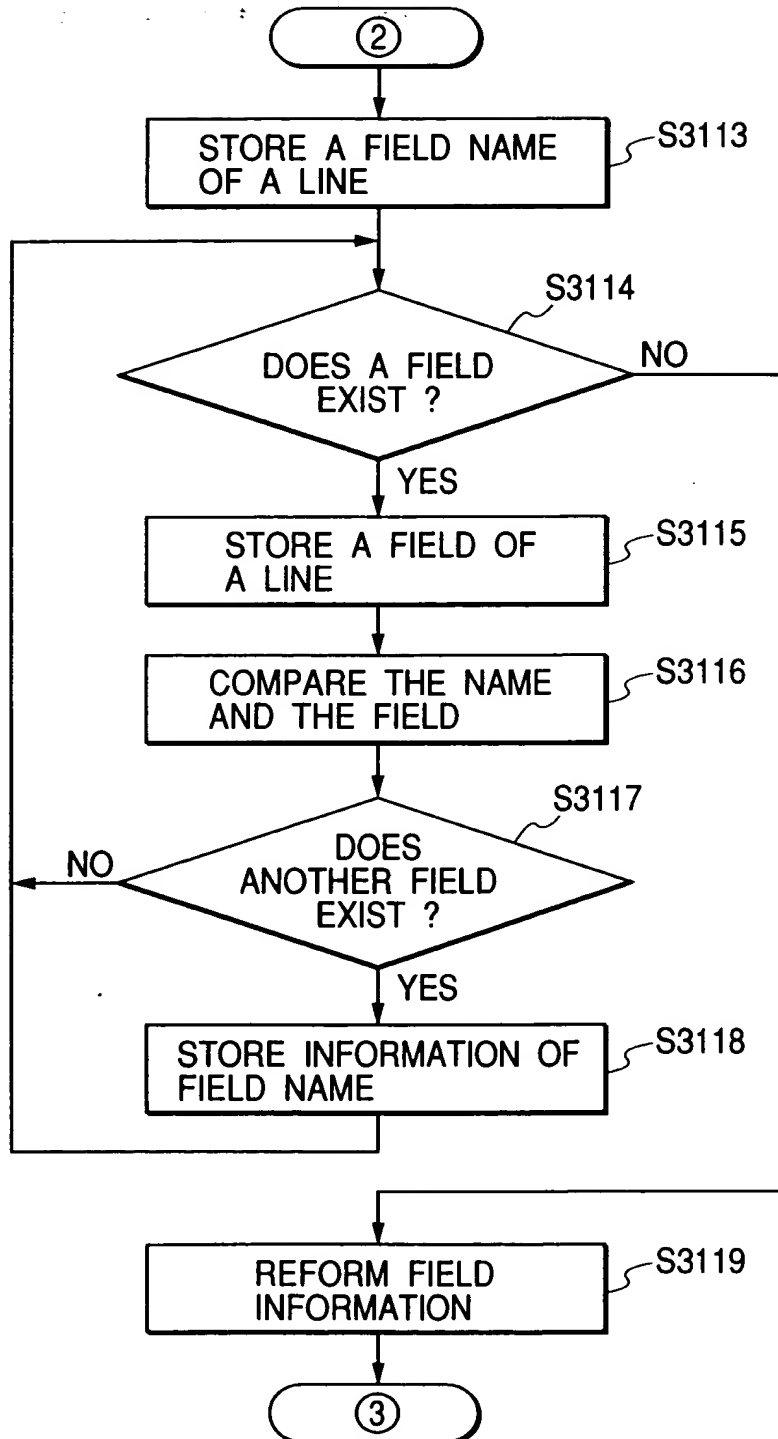 ②
STORE A FIELD NAME
OF A LINE
S3113
S3114
DOES A FIELD
EXIST ?
NO
YES
STORE A FIELD OF
A LINE
S3115
COMPARE THE NAME
AND THE FIELD
S3116
S3117
DOES
ANOTHER FIELD
EXIST ?
NO
YES
STORE INFORMATION OF
FIELD NAME
S3118
REFORM FIELD
INFORMATION
S3119
③